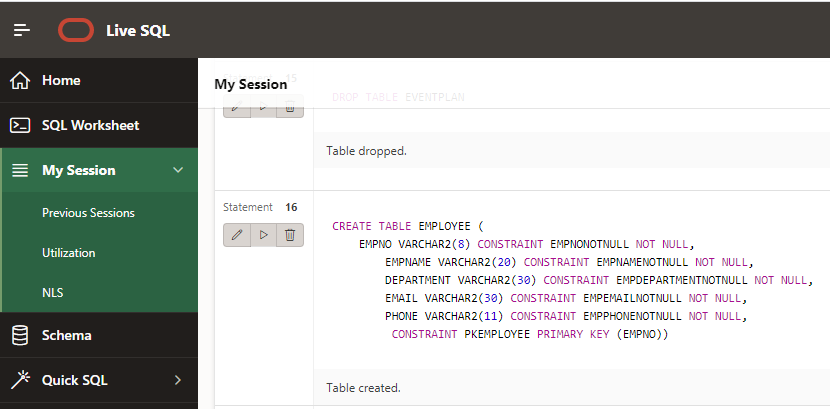 Live SQL
Home
SQL Worksheet
My Session
Previous Sessions
Utilization
NLS
Schema
Quick SQL
My Session
15
DROP TABLE EVENTPLAN
Table dropped.
Statement 16
CREATE TABLE EMPLOYEE (
EMPNO VARCHAR2(8) CONSTRAINT EMPNONOTNULL NOT NULL,
EMPNAME VARCHAR2(20) CONSTRAINT EMPNAMENOTNULL NOT NULL,
DEPARTMENT VARCHAR2(30) CONSTRAINT EMPDEPARTMENTNOTNULL NOT NULL,
EMAIL VARCHAR2(30) CONSTRAINT EMPEMAILNOTNULL NOT NULL,
PHONE VARCHAR2(11) CONSTRAINT EMPPHONENOTNULL NOT NULL,
CONSTRAINT PKEMPLOYEE PRIMARY KEY (EMPNO))
Table created.